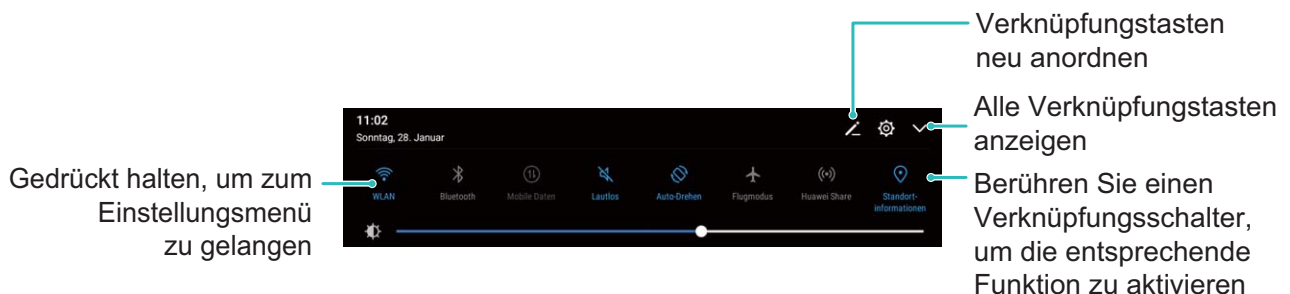 Verknüpfungstasten
neu anordnen
Alle Verknüpfungstasten
anzeigen
11:02
Sonntag, 28. Januar
Gedrückt halten, um zum
Einstellungsmenü
zu gelangen
WLAN
Bluetooth
Mobile Daten
Lautlos
Auto-Drehen
Flugmodus
Huawei Share
Standort-
informationen
Berühren Sie einen
Verknüpfungsschalter,
um die entsprechende
Funktion zu aktivieren